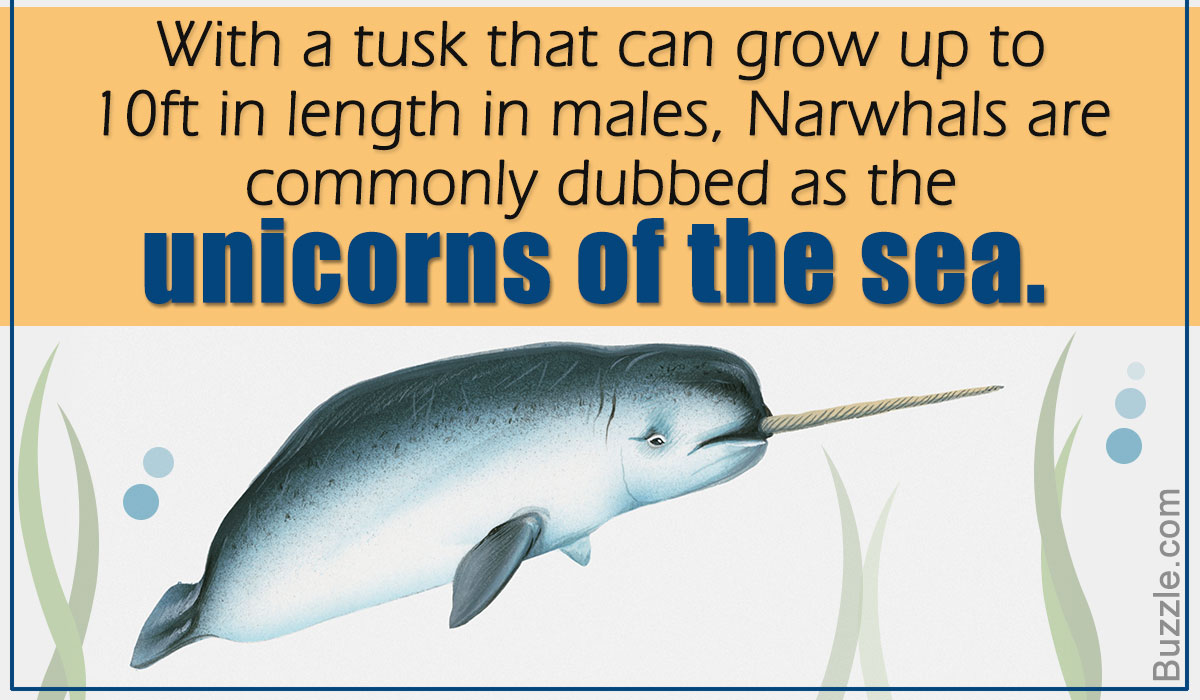 With a tusk that can grow up to
10ft in length in males, Narwhals are
commonly dubbed as the
unicorns of the sea.
Buzzle.com